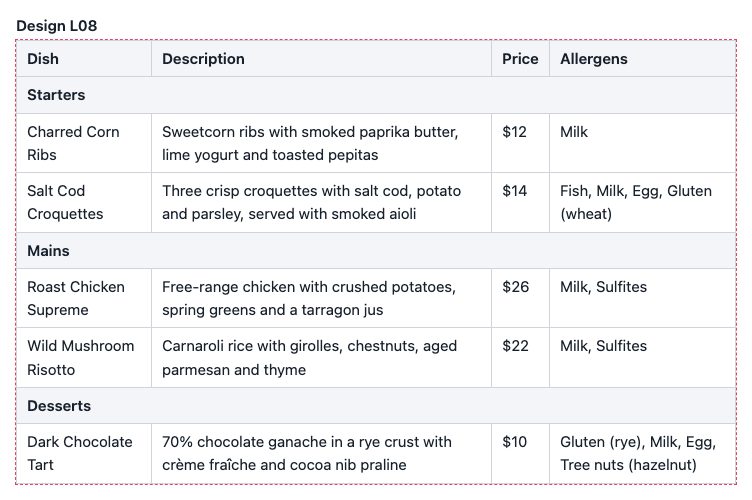 Design L08
Dish Description Price Allergens
Starters
Charred Corn Ribs Sweetcorn ribs with smoked paprika butter, lime yogurt and toasted pepitas $12 Milk
Salt Cod Croquettes Three crisp croquettes with salt cod, potato and parsley, served with smoked aioli $14 Fish, Milk, Egg, Gluten (wheat)
Mains
Roast Chicken Supreme Free-range chicken with crushed potatoes, spring greens and a tarragon jus $26 Milk, Sulfites
Wild Mushroom Risotto Carnaroli rice with girolles, chestnuts, aged parmesan and thyme $22 Milk, Sulfites
Desserts
Dark Chocolate Tart 70% chocolate ganache in a rye crust with crème fraîche and cocoa nib praline $10 Gluten (rye), Milk, Egg, Tree nuts (hazelnut)